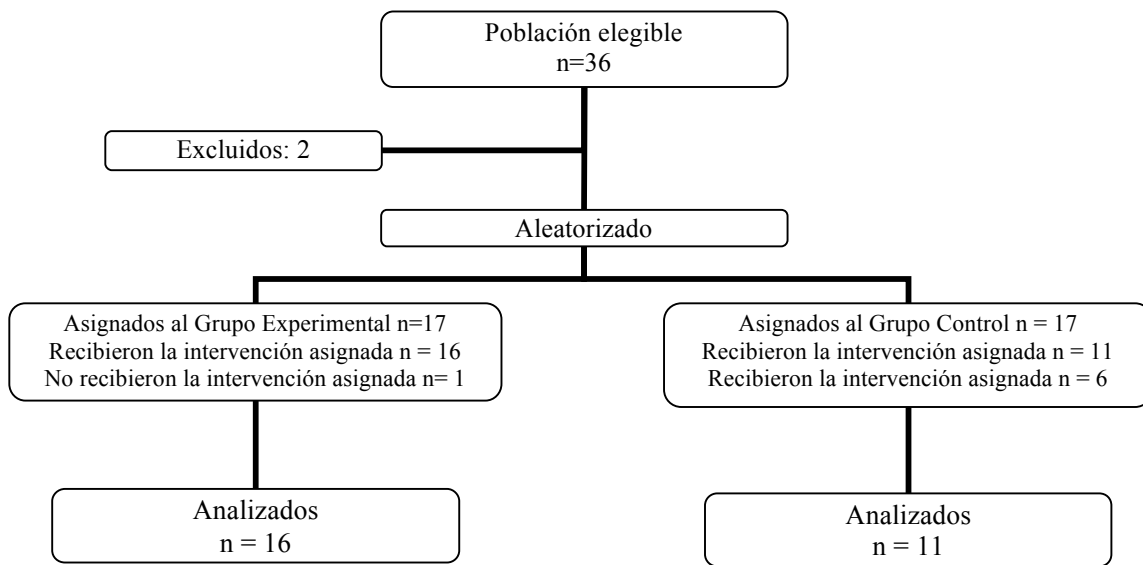 Población elegible
n=36
Excluidos: 2
Aleatorizado
Asignados al Grupo Experimental n=17
Recibieron la intervención asignada n = 16
No recibieron la intervención asignada n= 1
Asignados al Grupo Control n = 17
Recibieron la intervención asignada n = 11
Recibieron la intervención asignada n = 6
Analizados
n = 16
Analizados
n = 11